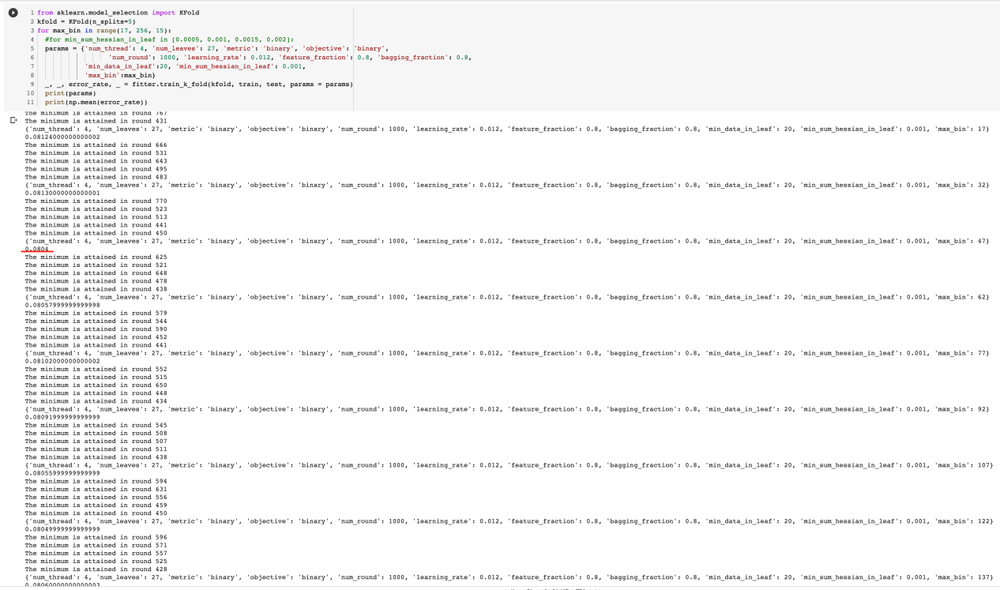 1 from sklearn.model_selection import KFold
2 kfold = KFold(n_splits=5)
3 for max_bin in range(17, 256, 15):
4 #for min_sum_hessian_in_leaf in [0.0005, 0.001, 0.0015, 0.002]:
5 params = {'num_thread': 4, 'num_leaves': 27, 'metric': 'binary', 'objective': 'binary',
6 'num_round': 1000, 'learning_rate': 0.012, 'feature_fraction': 0.8, 'bagging_fraction': 0.8,
7 'min_data_in_leaf':20, 'min_sum_hessian_in_leaf': 0.001,
8 'max_bin':max_bin}
9 _, _, error_rate, _ = fitter.train_k_fold(kfold, train, test, params = params)
10 print(params)
11 print(np.mean(error_rate))
The minimum is attained in round 767
The minimum is attained in round 431
{'num_thread': 4, 'num_leaves': 27, 'metric': 'binary', 'objective': 'binary', 'num_round': 1000, 'learning_rate': 0.012, 'feature_fraction': 0.8, 'bagging_fraction': 0.8, 'min_data_in_leaf': 20, 'min_sum_hessian_in_leaf': 0.001, 'max_bin': 17}
0.08124000000000002
The minimum is attained in round 666
The minimum is attained in round 531
The minimum is attained in round 643
The minimum is attained in round 495
The minimum is attained in round 483
{'num_thread': 4, 'num_leaves': 27, 'metric': 'binary', 'objective': 'binary', 'num_round': 1000, 'learning_rate': 0.012, 'feature_fraction': 0.8, 'bagging_fraction': 0.8, 'min_data_in_leaf': 20, 'min_sum_hessian_in_leaf': 0.001, 'max_bin': 32}
0.08130000000000001
The minimum is attained in round 770
The minimum is attained in round 523
The minimum is attained in round 513
The minimum is attained in round 441
The minimum is attained in round 450
{'num_thread': 4, 'num_leaves': 27, 'metric': 'binary', 'objective': 'binary', 'num_round': 1000, 'learning_rate': 0.012, 'feature_fraction': 0.8, 'bagging_fraction': 0.8, 'min_data_in_leaf': 20, 'min_sum_hessian_in_leaf': 0.001, 'max_bin': 47}
0.0804
The minimum is attained in round 625
The minimum is attained in round 521
The minimum is attained in round 648
The minimum is attained in round 478
The minimum is attained in round 438
{'num_thread': 4, 'num_leaves': 27, 'metric': 'binary', 'objective': 'binary', 'num_round': 1000, 'learning_rate': 0.012, 'feature_fraction': 0.8, 'bagging_fraction': 0.8, 'min_data_in_leaf': 20, 'min_sum_hessian_in_leaf': 0.001, 'max_bin': 62}
0.08057999999999998
The minimum is attained in round 579
The minimum is attained in round 544
The minimum is attained in round 590
The minimum is attained in round 452
The minimum is attained in round 441
{'num_thread': 4, 'num_leaves': 27, 'metric': 'binary', 'objective': 'binary', 'num_round': 1000, 'learning_rate': 0.012, 'feature_fraction': 0.8, 'bagging_fraction': 0.8, 'min_data_in_leaf': 20, 'min_sum_hessian_in_leaf': 0.001, 'max_bin': 77}
0.08102000000000002
The minimum is attained in round 552
The minimum is attained in round 515
The minimum is attained in round 650
The minimum is attained in round 448
The minimum is attained in round 434
{'num_thread': 4, 'num_leaves': 27, 'metric': 'binary', 'objective': 'binary', 'num_round': 1000, 'learning_rate': 0.012, 'feature_fraction': 0.8, 'bagging_fraction': 0.8, 'min_data_in_leaf': 20, 'min_sum_hessian_in_leaf': 0.001, 'max_bin': 92}
0.08091999999999999
The minimum is attained in round 545
The minimum is attained in round 508
The minimum is attained in round 507
The minimum is attained in round 511
The minimum is attained in round 438
{'num_thread': 4, 'num_leaves': 27, 'metric': 'binary', 'objective': 'binary', 'num_round': 1000, 'learning_rate': 0.012, 'feature_fraction': 0.8, 'bagging_fraction': 0.8, 'min_data_in_leaf': 20, 'min_sum_hessian_in_leaf': 0.001, 'max_bin': 107}
0.08055999999999999
The minimum is attained in round 594
The minimum is attained in round 631
The minimum is attained in round 556
The minimum is attained in round 459
The minimum is attained in round 450
{'num_thread': 4, 'num_leaves': 27, 'metric': 'binary', 'objective': 'binary', 'num_round': 1000, 'learning_rate': 0.012, 'feature_fraction': 0.8, 'bagging_fraction': 0.8, 'min_data_in_leaf': 20, 'min_sum_hessian_in_leaf': 0.001, 'max_bin': 122}
0.08049999999999999
The minimum is attained in round 596
The minimum is attained in round 571
The minimum is attained in round 557
The minimum is attained in round 525
The minimum is attained in round 428
{'num_thread': 4, 'num_leaves': 27, 'metric': 'binary', 'objective': 'binary', 'num_round': 1000, 'learning_rate': 0.012, 'feature_fraction': 0.8, 'bagging_fraction': 0.8, 'min_data_in_leaf': 20, 'min_sum_hessian_in_leaf': 0.001, 'max_bin': 137}
0.08060000000000003